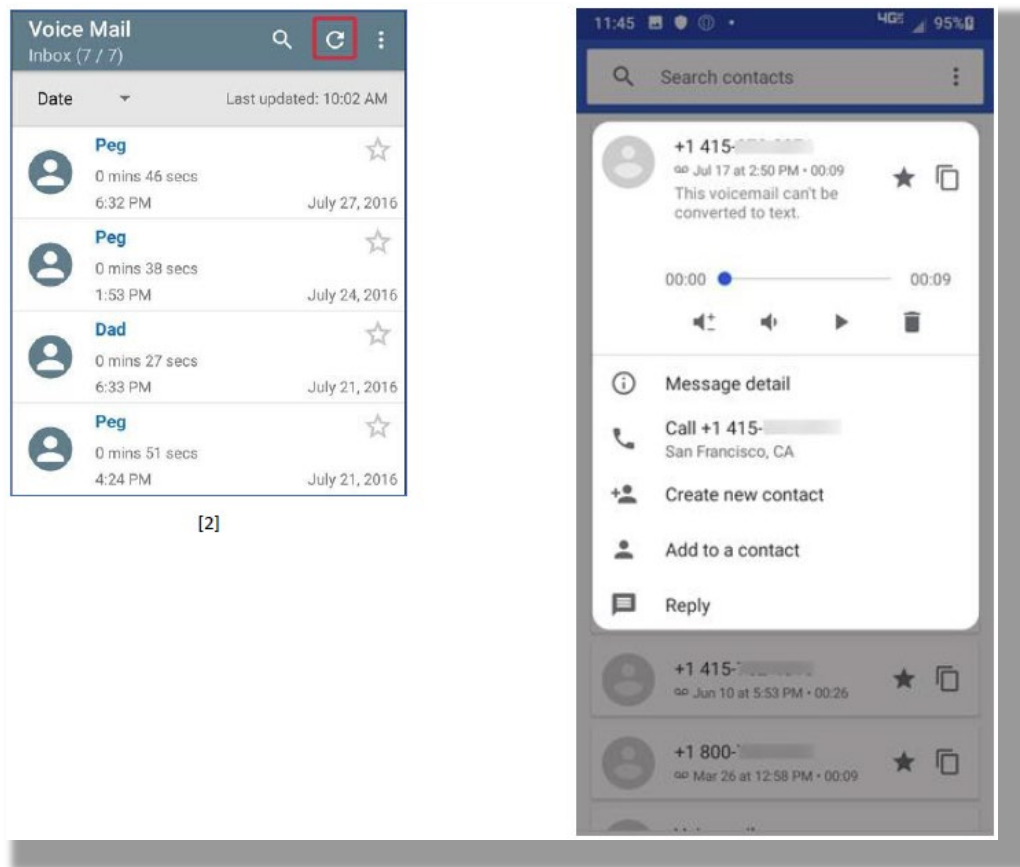 Voice Mail
Inbox (7 / 7)
Date
Last updated: 10:02 AM
Peg
0 mins 46 secs
6:32 PM
July 27, 2016
Peg
0 mins 38 secs
1:53 PM
July 24, 2016
Dad
0 mins 27 secs
6:33 PM
July 21, 2016
Peg
0 mins 51 secs
4:24 PM
July 21, 2016
[2]
11:45
4GE
95%
Search contacts
+1 415-
Jul 17 at 2:50 PM • 00:09
This voicemail can't be
converted to text.
00:00
00:09
Message detail
Call +1 415-
San Francisco, CA
Create new contact
Add to a contact
Reply
+1 415-
Jun 10 at 5:53 PM • 00:26
+1 800-
Mar 26 at 12:58 PM • 00:09